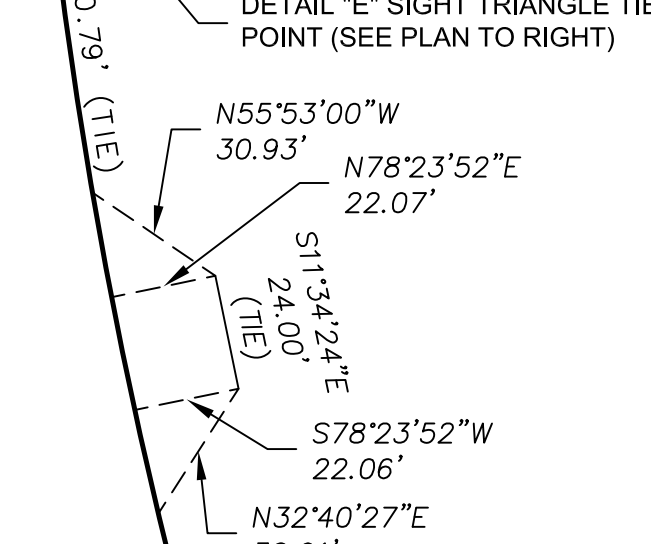 DETAIL "E" SIGHT TRIANGLE TIE
POINT (SEE PLAN TO RIGHT)
0.79' (TIE)
N55°53'00"W
30.93'
N78°23'52"E
22.07'
S11°34'24"E
24.00'
(TIE)
S78°23'52"W
22.06'
N32°40'27"E